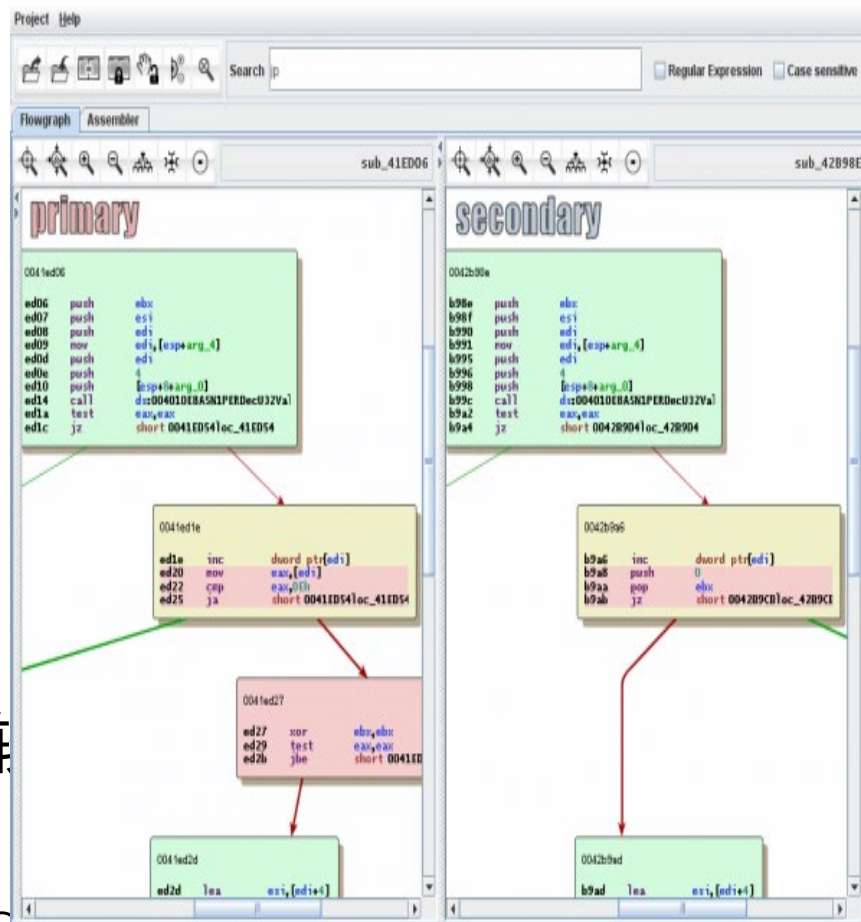 Project Help
Search p
Regular Expression
Case sensitive
Flowgraph Assembler
sub_41ED06
primary
0041ed06
ed06 push ebx
ed07 push esi
ed08 push edi
ed09 mov edi,[esp+arg_4]
ed0d push edi
ed0e push 4
ed10 push [esp+8+arg_0]
ed14 call ds:004010EBASN1PERDecU32Val
ed1a test eax,eax
ed1c jz short 0041ED54loc_41ED54
0041ed1e
ed1e inc dword ptr[edi]
ed20 mov eax,[edi]
ed22 cmp eax,0Eh
ed25 ja short 0041ED54loc_41ED54
0041ed27
ed27 xor ebx,ebx
ed29 test eax,eax
ed2b jbe short 0041ED
0041ed2d
ed2d lea esi,[edi+4]
sub_42B98E
secondary
0042b98e
b98e push ebx
b98f push esi
b990 push edi
b991 mov edi,[esp+arg_4]
b995 push edi
b996 push 4
b998 push [esp+8+arg_0]
b99c call ds:004010EBASN1PERDecU32Val
b9a2 test eax,eax
b9a4 jz short 0042B9D4loc_42B9D4
0042b9a6
b9a6 inc dword ptr[edi]
b9a8 push 0
b9aa pop ebx
b9ab jz short 0042B9CDloc_42B9CD
0042b9ad
b9ad lea esi,[edi+4]